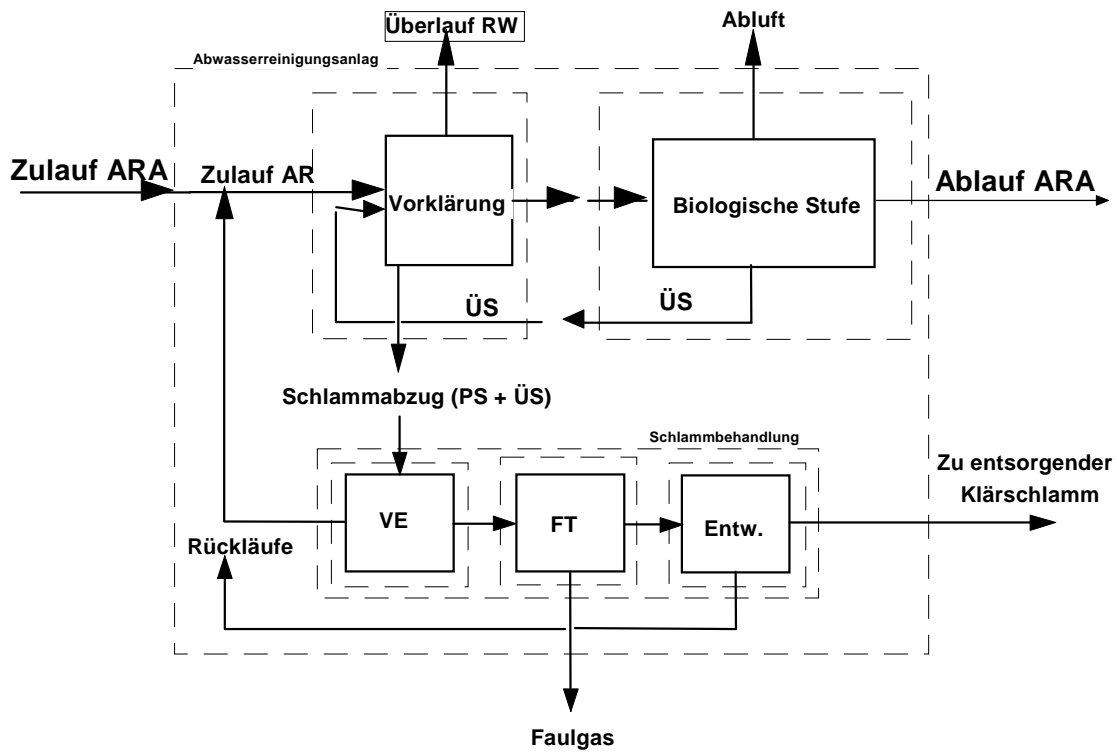 Überlauf RW
Abluft
Abwasserreinigungsanlag
Zulauf ARA
Zulauf AR
Vorklärung
Biologische Stufe
Ablauf ARA
ÜS
ÜS
Schlammabzug (PS + ÜS)
Schlammbehandlung
Zu entsorgender
Klärschlamm
VE
FT
Entw.
Rückläufe
Faulgas